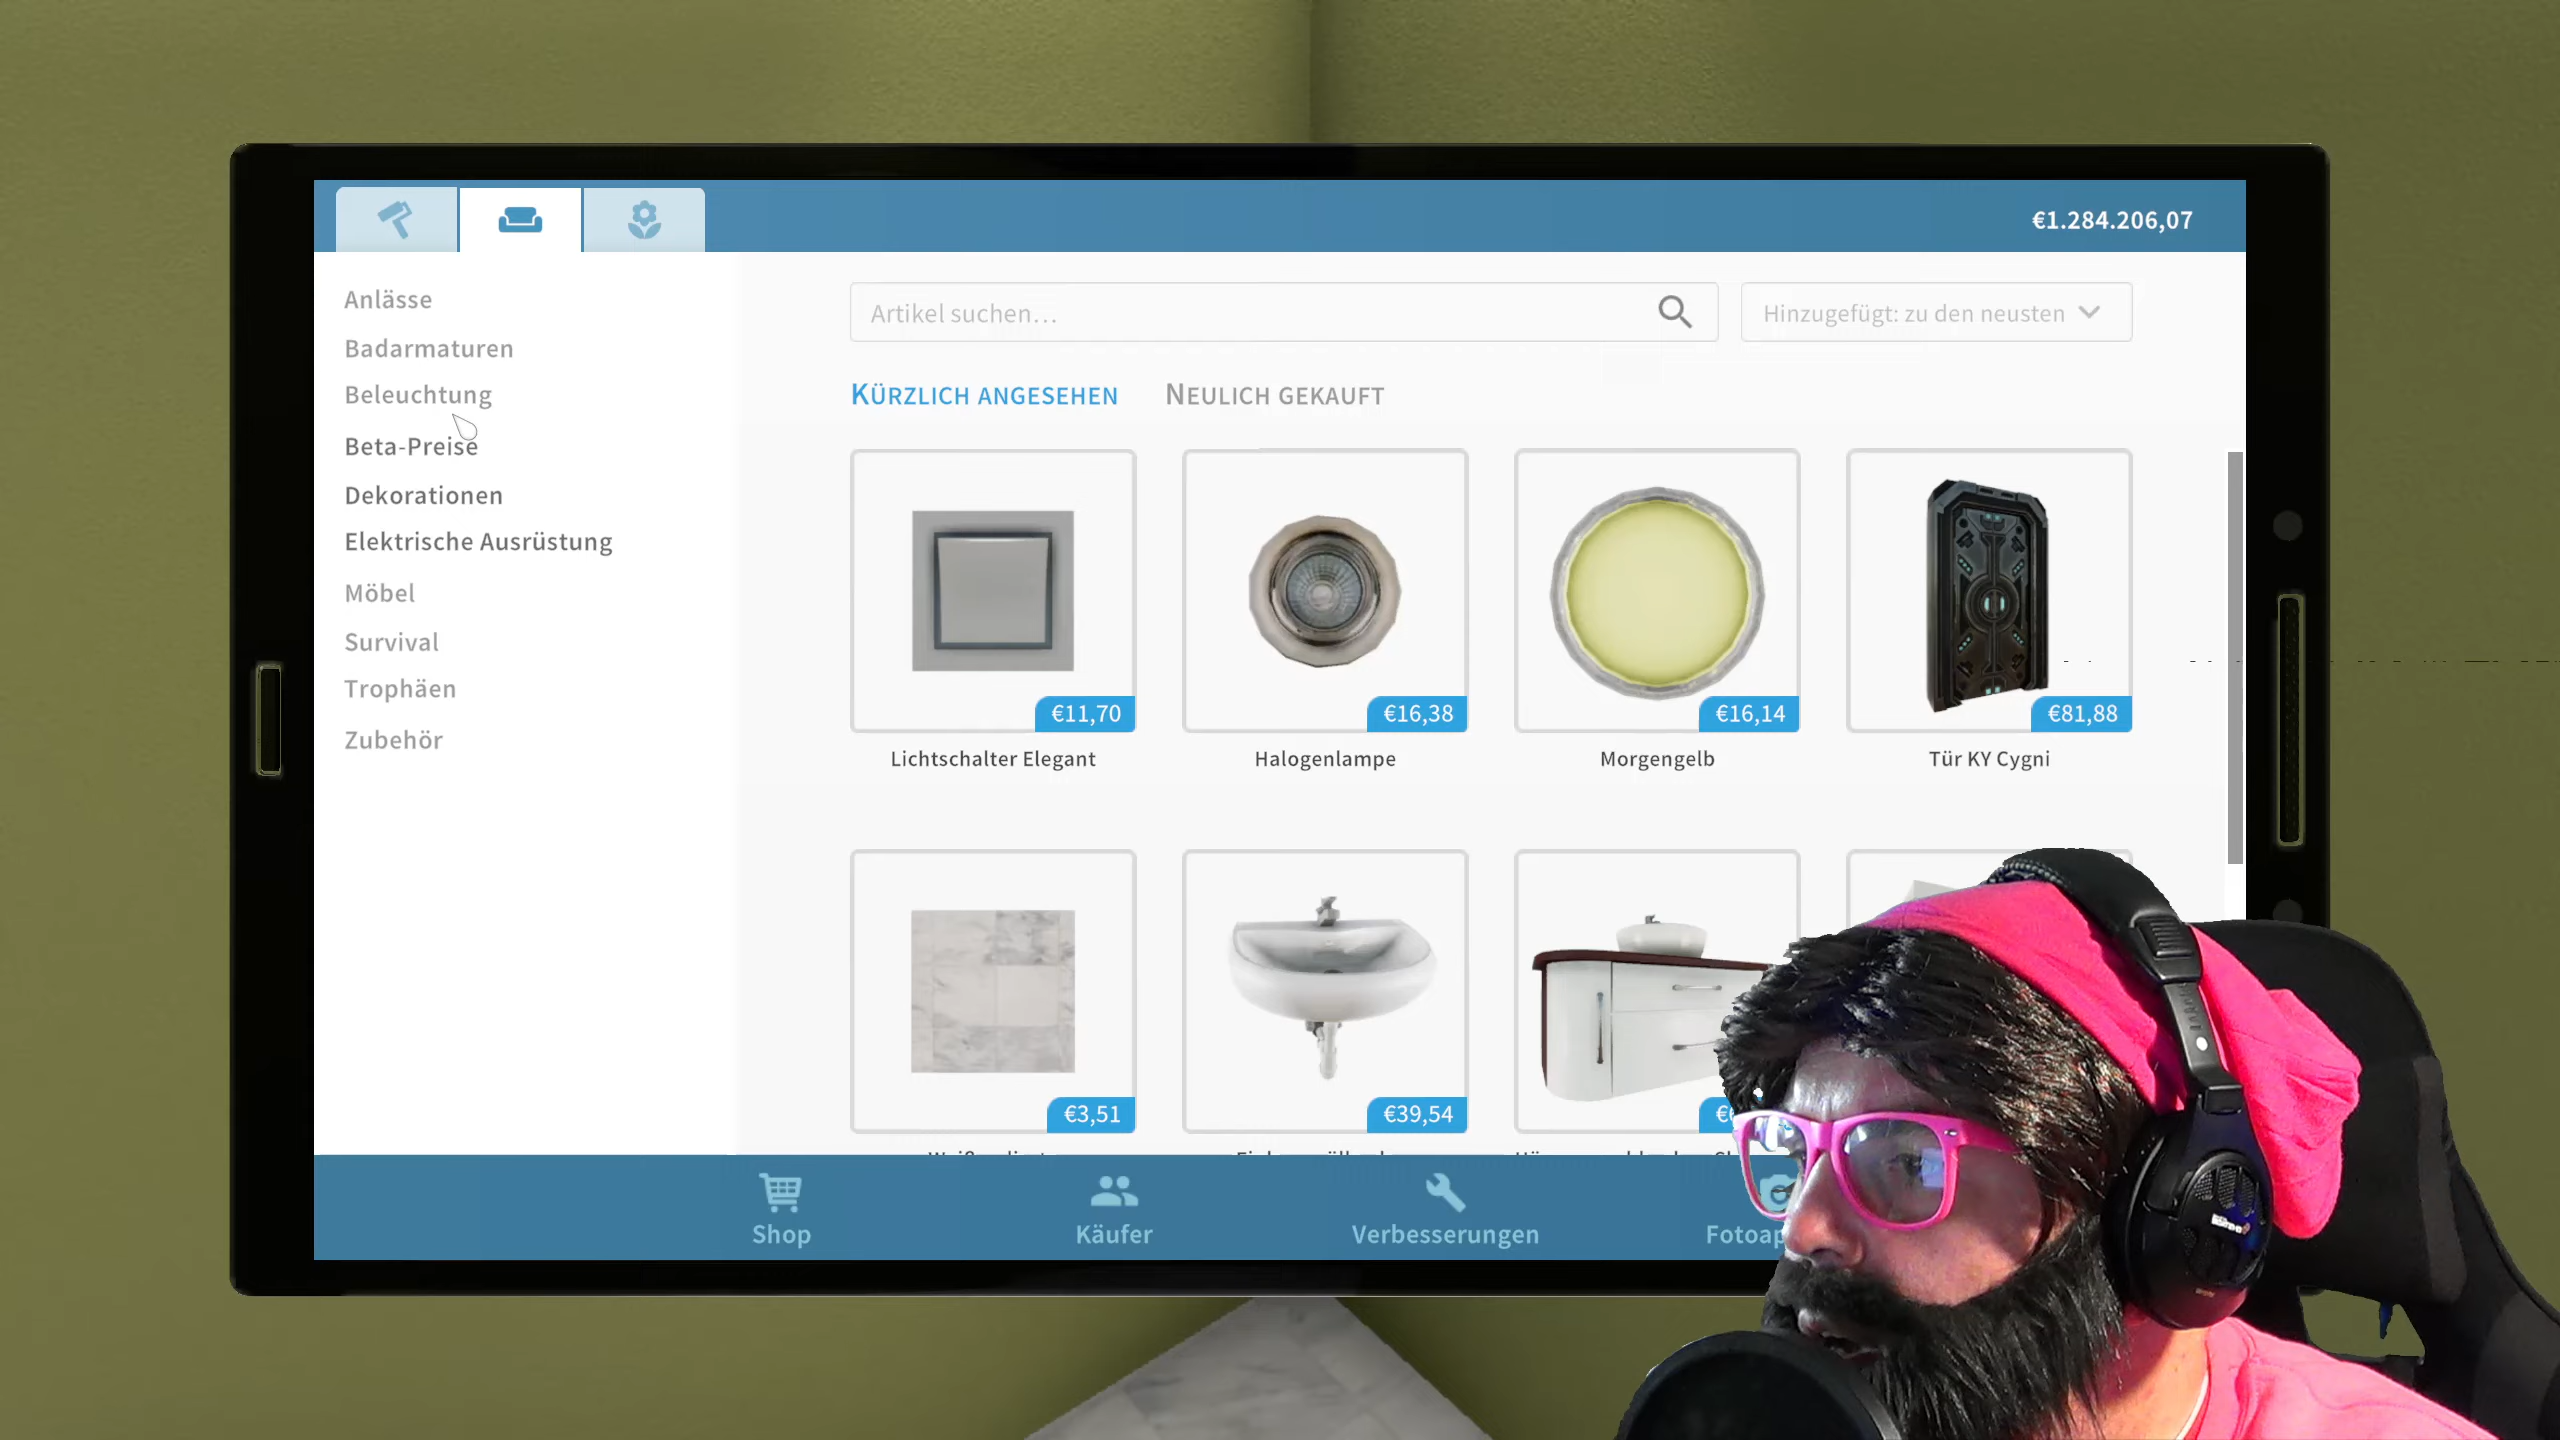 €1.284.206,07
Anlässe
Badarmaturen
Beleuchtung
Beta-Preise
Dekorationen
Elektrische Ausrüstung
Möbel
Survival
Trophäen
Zubehör
Artikel suchen...
Hinzugefügt: zu den neusten
KÜRZLICH ANGESEHEN
NEULICH GEKAUFT
€11,70
€16,38
€16,14
€81,88
Lichtschalter Elegant
Halogenlampe
Morgengelb
Tür KY Cygni
€3,51
€39,54
Shop
Käufer
Verbesserungen